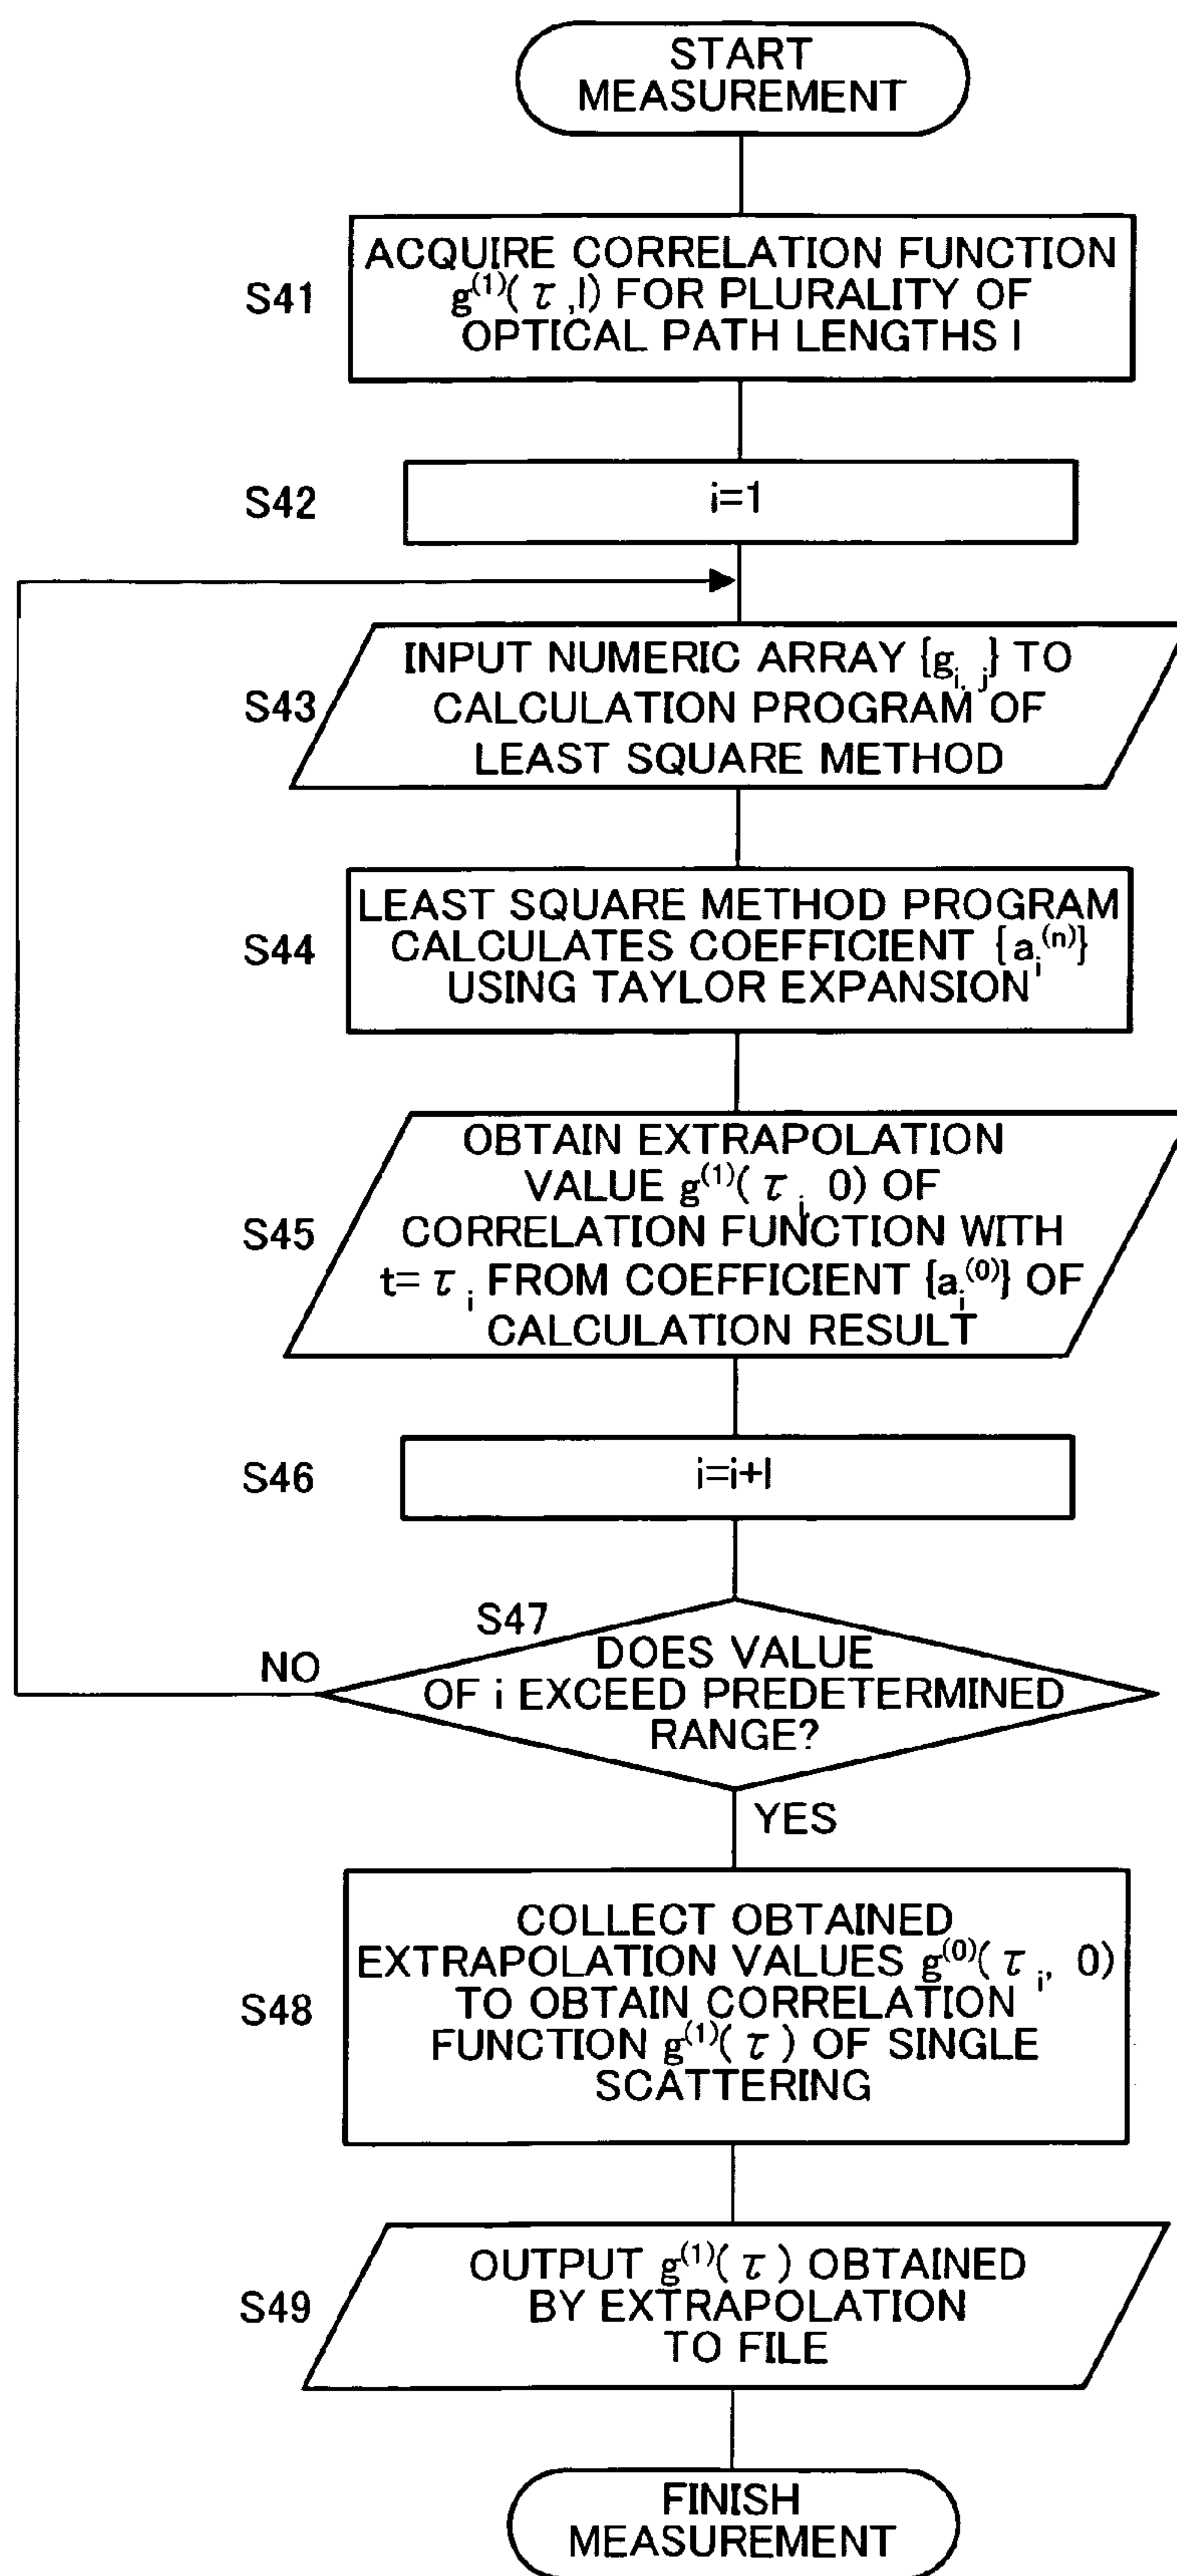 START
MEASUREMENT
S41
ACQUIRE CORRELATION FUNCTION
g⁽¹⁾( τ ,l) FOR PLURALITY OF
OPTICAL PATH LENGTHS l
S42
i=1
S43
INPUT NUMERIC ARRAY {gᵢ, ⱼ} TO
CALCULATION PROGRAM OF
LEAST SQUARE METHOD
S44
LEAST SQUARE METHOD PROGRAM
CALCULATES COEFFICIENT {aᵢ⁽ⁿ⁾}
USING TAYLOR EXPANSION
S45
OBTAIN EXTRAPOLATION
VALUE g⁽¹⁾( τ ᵢ, 0) OF
CORRELATION FUNCTION WITH
t= τ ᵢ FROM COEFFICIENT {aᵢ⁽⁰⁾} OF
CALCULATION RESULT
S46
i=i+l
S47
DOES VALUE
OF i EXCEED PREDETERMINED
RANGE?
NO
YES
S48
COLLECT OBTAINED
EXTRAPOLATION VALUES g⁽⁰⁾( τ ᵢ, 0)
TO OBTAIN CORRELATION
FUNCTION g⁽¹⁾( τ ) OF SINGLE
SCATTERING
S49
OUTPUT g⁽¹⁾( τ ) OBTAINED
BY EXTRAPOLATION
TO FILE
FINISH
MEASUREMENT